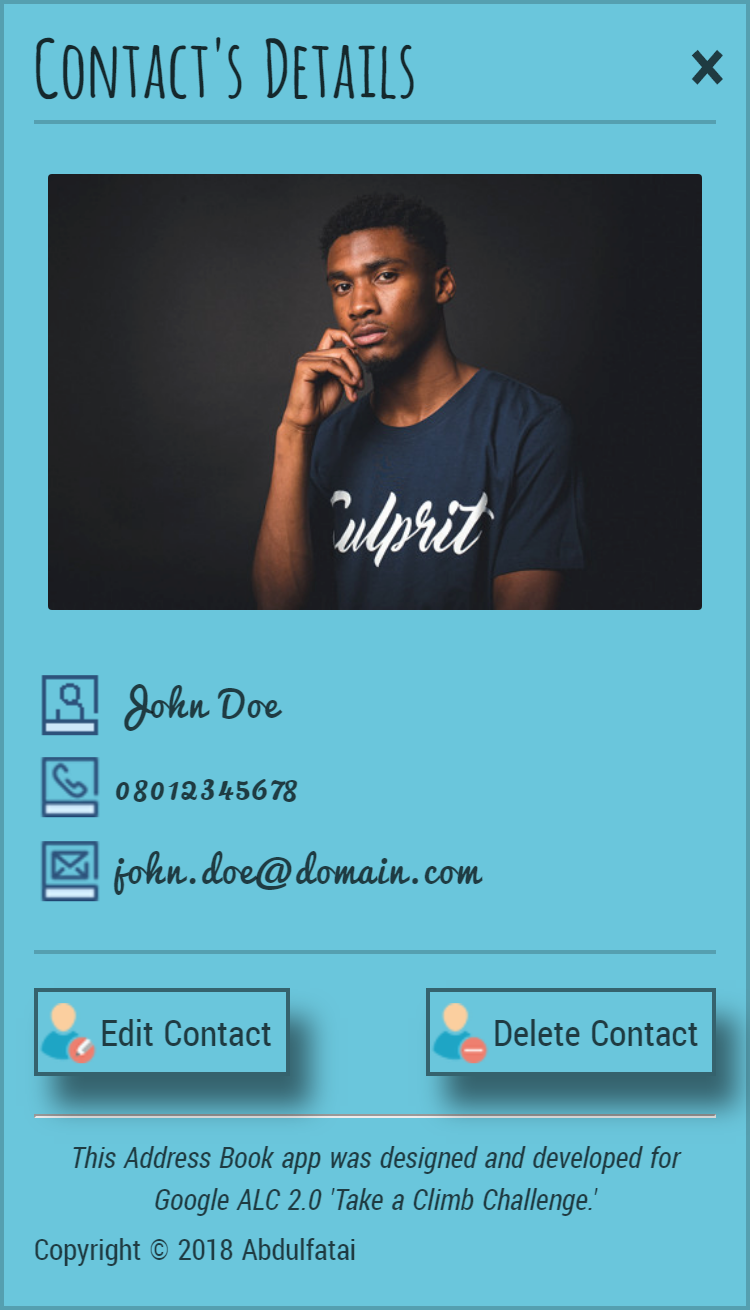 Contact's Details
Culprit
John Doe
08012345678
john.doe@domain.com
Edit Contact
Delete Contact
This Address Book app was designed and developed for
Google ALC 2.0 'Take a Climb Challenge.'
Copyright © 2018 Abdulfatai